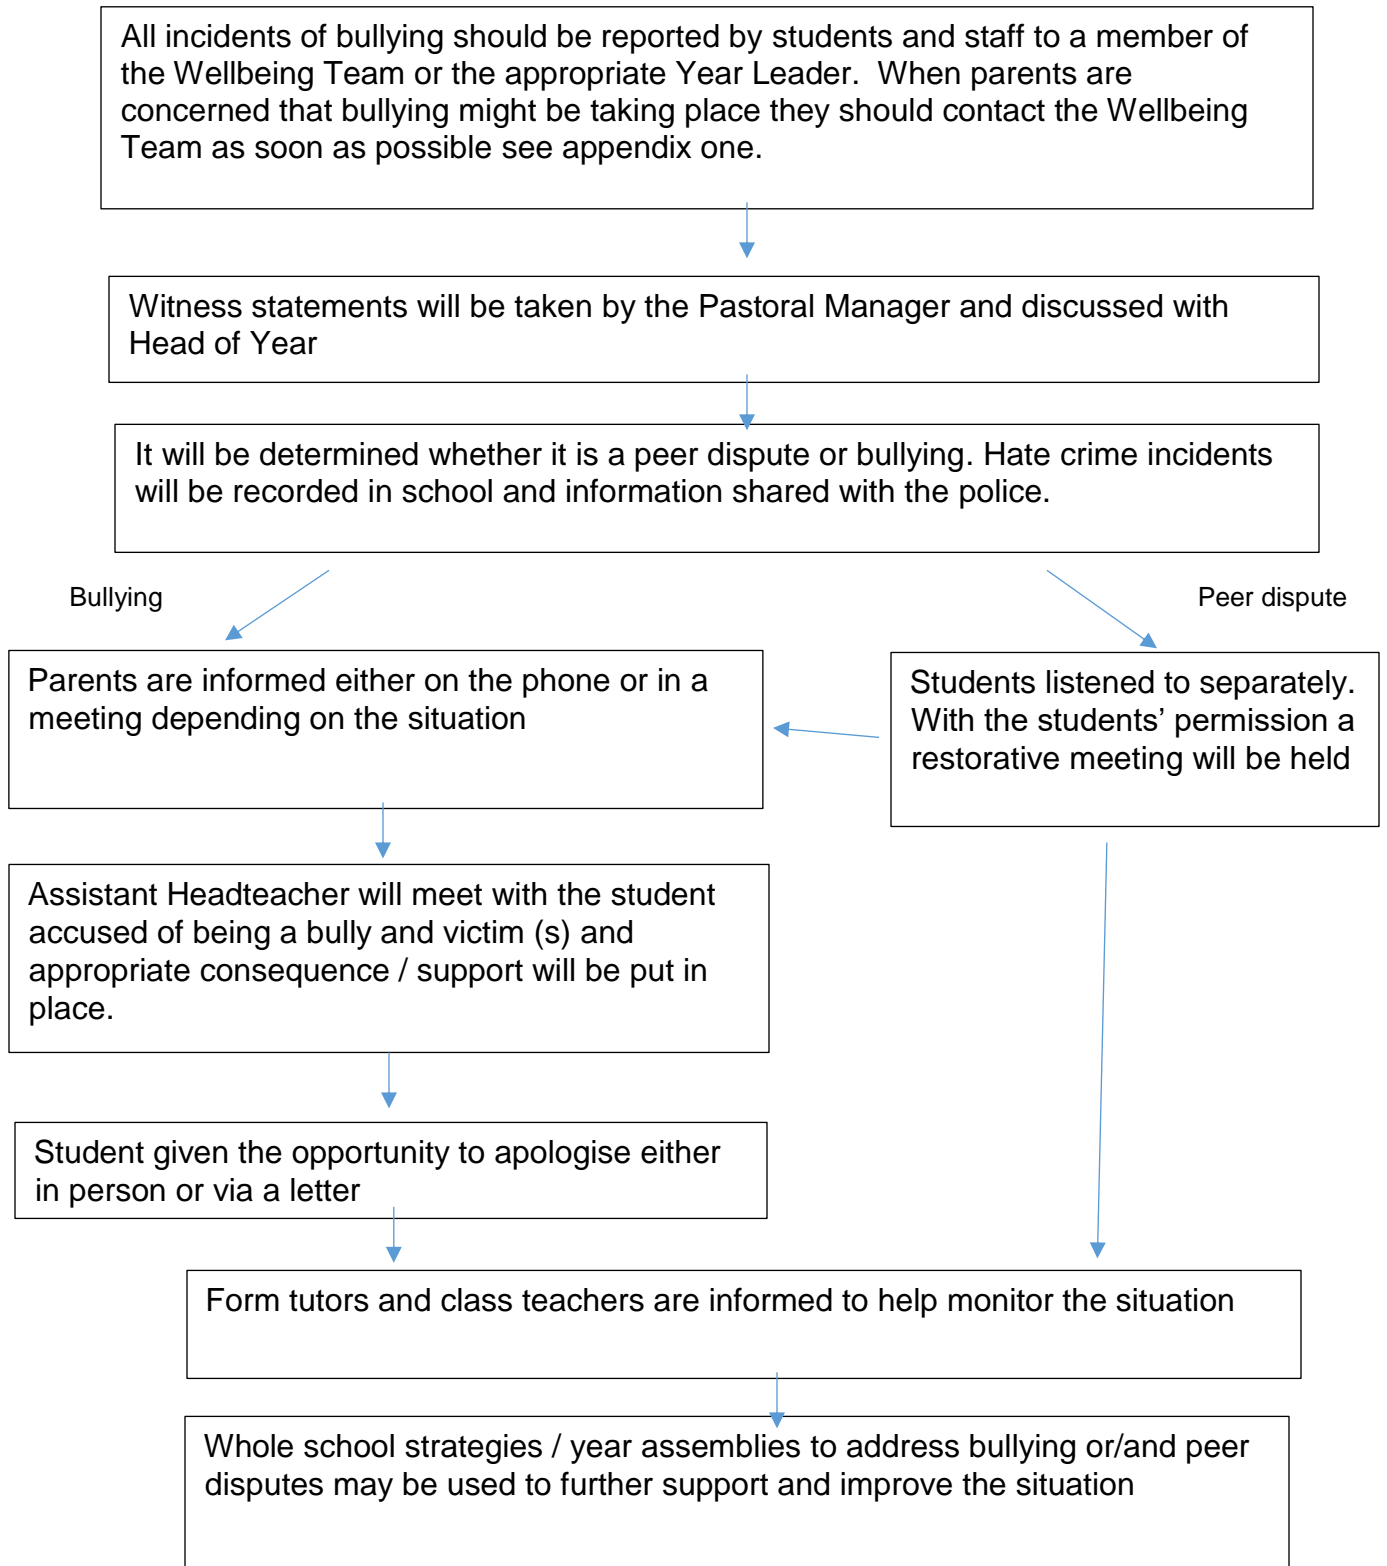 All incidents of bullying should be reported by students and staff to a member of
the Wellbeing Team or the appropriate Year Leader.  When parents are
concerned that bullying might be taking place they should contact the Wellbeing
Team as soon as possible see appendix one.
Witness statements will be taken by the Pastoral Manager and discussed with
Head of Year
It will be determined whether it is a peer dispute or bullying. Hate crime incidents
will be recorded in school and information shared with the police.
Bullying
Peer dispute
Parents are informed either on the phone or in a
meeting depending on the situation
Students listened to separately.
With the students’ permission a
restorative meeting will be held
Assistant Headteacher will meet with the student
accused of being a bully and victim (s) and
appropriate consequence / support will be put in
place.
Student given the opportunity to apologise either
in person or via a letter
Form tutors and class teachers are informed to help monitor the situation
Whole school strategies / year assemblies to address bullying or/and peer
disputes may be used to further support and improve the situation